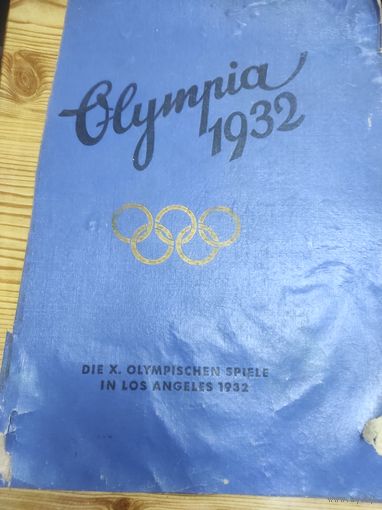 Olympia
1932
DIE X. OLYMPISCHEN SPIELE
IN LOS ANGELES 1932